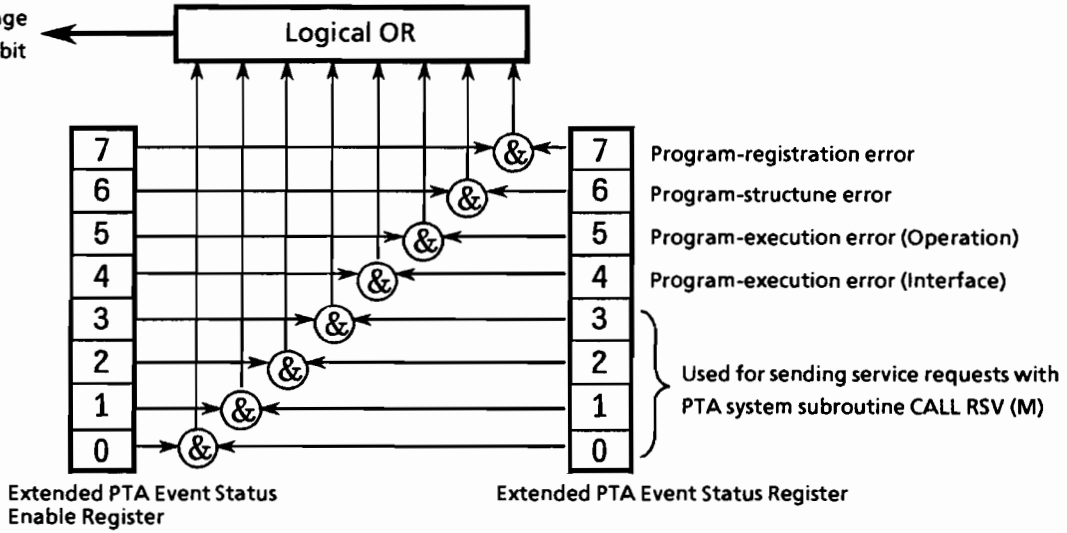 bit
Logical OR
7 & 7 Program-registration error
6 & 6 Program-structune error
5 & 5 Program-execution error (Operation)
4 & 4 Program-execution error (Interface)
3 & 3
2 & 2
Used for sending service requests with
1 & 1
PTA system subroutine CALL RSV (M)
0 & 0
Extended PTA Event Status
Enable Register
Extended PTA Event Status Register